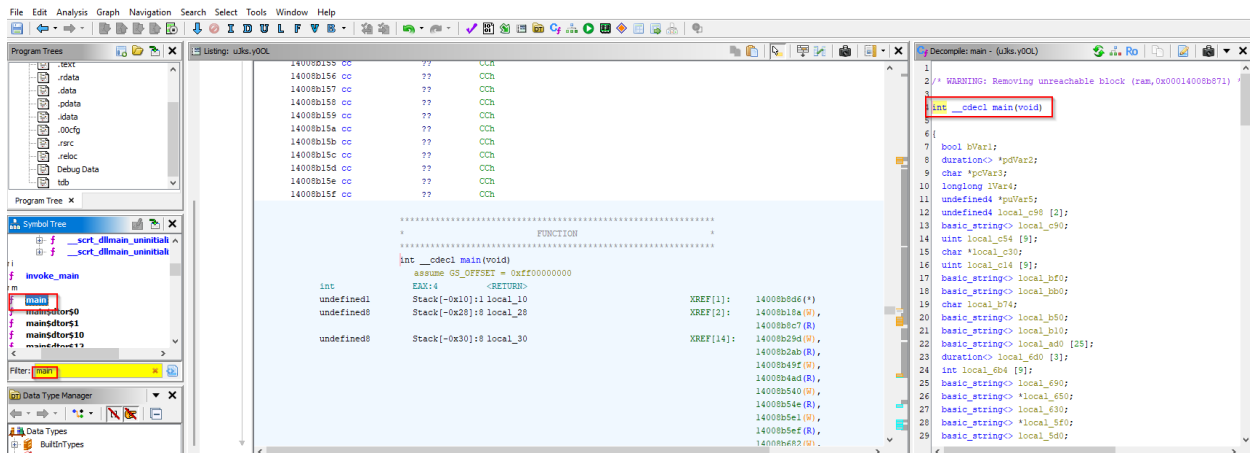 File Edit Analysis Graph Navigation Search Select Tools Window Help
I D U L F V B
Program Trees
.text
.rdata
.data
.pdata
.idata
.00cfg
.rsrc
.reloc
Debug Data
tdb
Program Tree
Symbol Tree
f __scrt_dllmain_uninitiali
f __scrt_dllmain_uninitiali
f invoke_main
f main
f main$dtor$0
f main$dtor$1
f main$dtor$10
f main$dtor$12
Filter: main
Data Type Manager
Data Types
BuiltInTypes
Listing: uJks.y0OL
14008b155 cc ?? CCh
14008b156 cc ?? CCh
14008b157 cc ?? CCh
14008b158 cc ?? CCh
14008b159 cc ?? CCh
14008b15a cc ?? CCh
14008b15b cc ?? CCh
14008b15c cc ?? CCh
14008b15d cc ?? CCh
14008b15e cc ?? CCh
14008b15f cc ?? CCh
* FUNCTION *
int __cdecl main(void)
assume GS_OFFSET = 0xff00000000
int EAX:4 <RETURN>
undefined1 Stack[-0x10]:1 local_10 XREF[1]: 14008b8d6(*)
undefined8 Stack[-0x28]:8 local_28 XREF[2]: 14008b18a(W),
14008b8c7(R)
undefined8 Stack[-0x30]:8 local_30 XREF[14]: 14008b29d(W),
14008b2ab(R),
14008b49f(W),
14008b4ad(R),
14008b540(W),
14008b54e(R),
14008b5e1(W),
14008b5ef(R),
14008b682(W),
Decompile: main - (uJks.y0OL)
Ro
1
2 /* WARNING: Removing unreachable block (ram,0x00014008b871) *
3
4 int __cdecl main(void)
5
6 {
7 bool bVar1;
8 duration<> *pdVar2;
9 char *pcVar3;
10 longlong lVar4;
11 undefined4 *puVar5;
12 undefined4 local_c98 [2];
13 basic_string<> local_c90;
14 uint local_c54 [9];
15 char *local_c30;
16 uint local_c14 [9];
17 basic_string<> local_bf0;
18 basic_string<> local_bb0;
19 char local_b74;
20 basic_string<> local_b50;
21 basic_string<> local_b10;
22 basic_string<> local_ad0 [25];
23 duration<> local_6d0 [3];
24 int local_6b4 [9];
25 basic_string<> local_690;
26 basic_string<> *local_650;
27 basic_string<> local_630;
28 basic_string<> *local_5f0;
29 basic_string<> local_5d0;